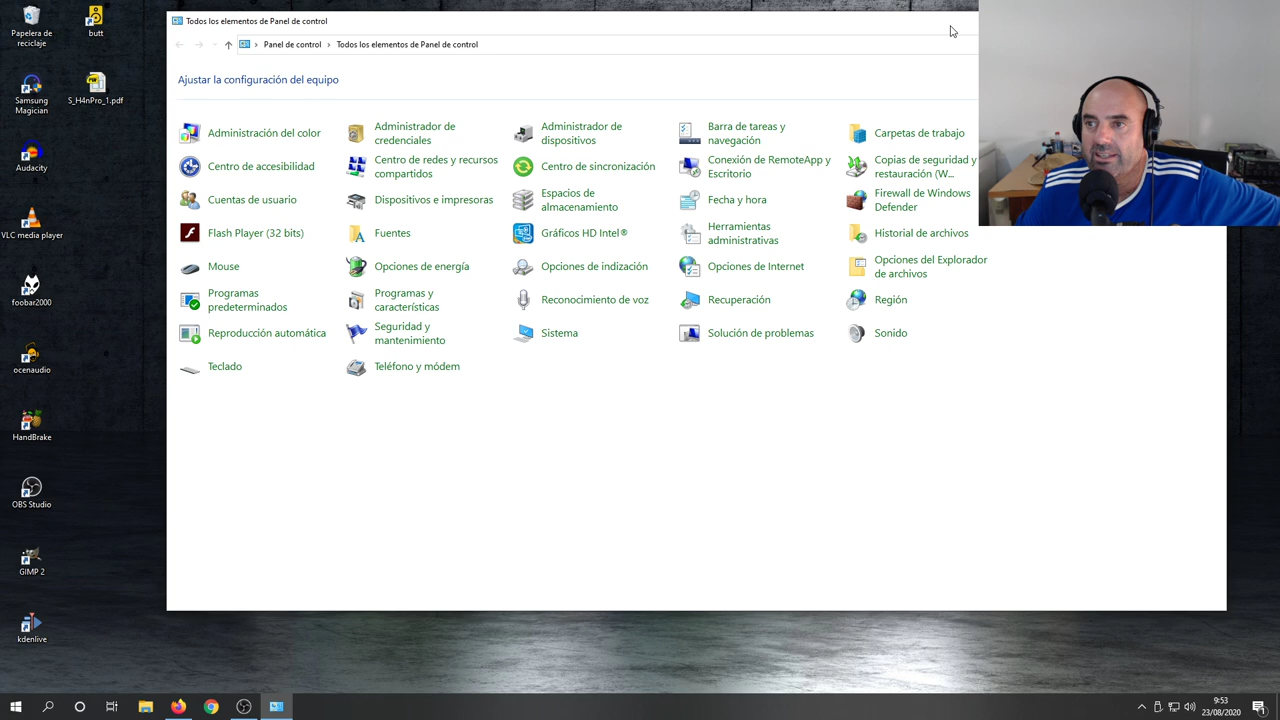 Papelera de
reciclaje
butt
Samsung
Magician
S_H4nPro_1.pdf
Audacity
VLC media player
foobar2000
ocenaudio
HandBrake
OBS Studio
GIMP 2
kdenlive
Todos los elementos de Panel de control
Panel de control › Todos los elementos de Panel de control
Ajustar la configuración del equipo
Administración del color
Administrador de
credenciales
Administrador de
dispositivos
Barra de tareas y
navegación
Carpetas de trabajo
Centro de accesibilidad
Centro de redes y recursos
compartidos
Centro de sincronización
Conexión de RemoteApp y
Escritorio
Copias de seguridad y
restauración (W...
Cuentas de usuario
Dispositivos e impresoras
Espacios de
almacenamiento
Fecha y hora
Firewall de Windows
Defender
Flash Player (32 bits)
Fuentes
Gráficos HD Intel®
Herramientas
administrativas
Historial de archivos
Mouse
Opciones de energía
Opciones de indización
Opciones de Internet
Opciones del Explorador
de archivos
Programas
predeterminados
Programas y
características
Reconocimiento de voz
Recuperación
Región
Reproducción automática
Seguridad y
mantenimiento
Sistema
Solución de problemas
Sonido
Teclado
Teléfono y módem
9:53
23/08/2020